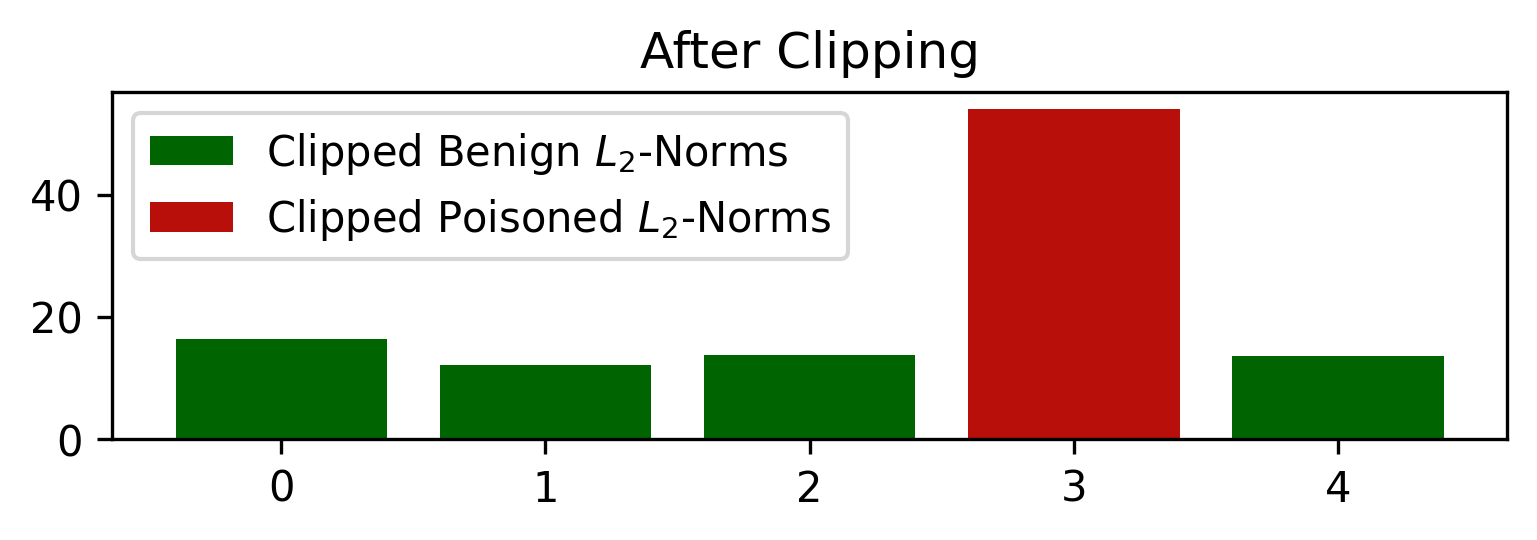 After Clipping
Clipped Benign L₂-Norms
Clipped Poisoned L₂-Norms
40
20
0
0 1 2 3 4